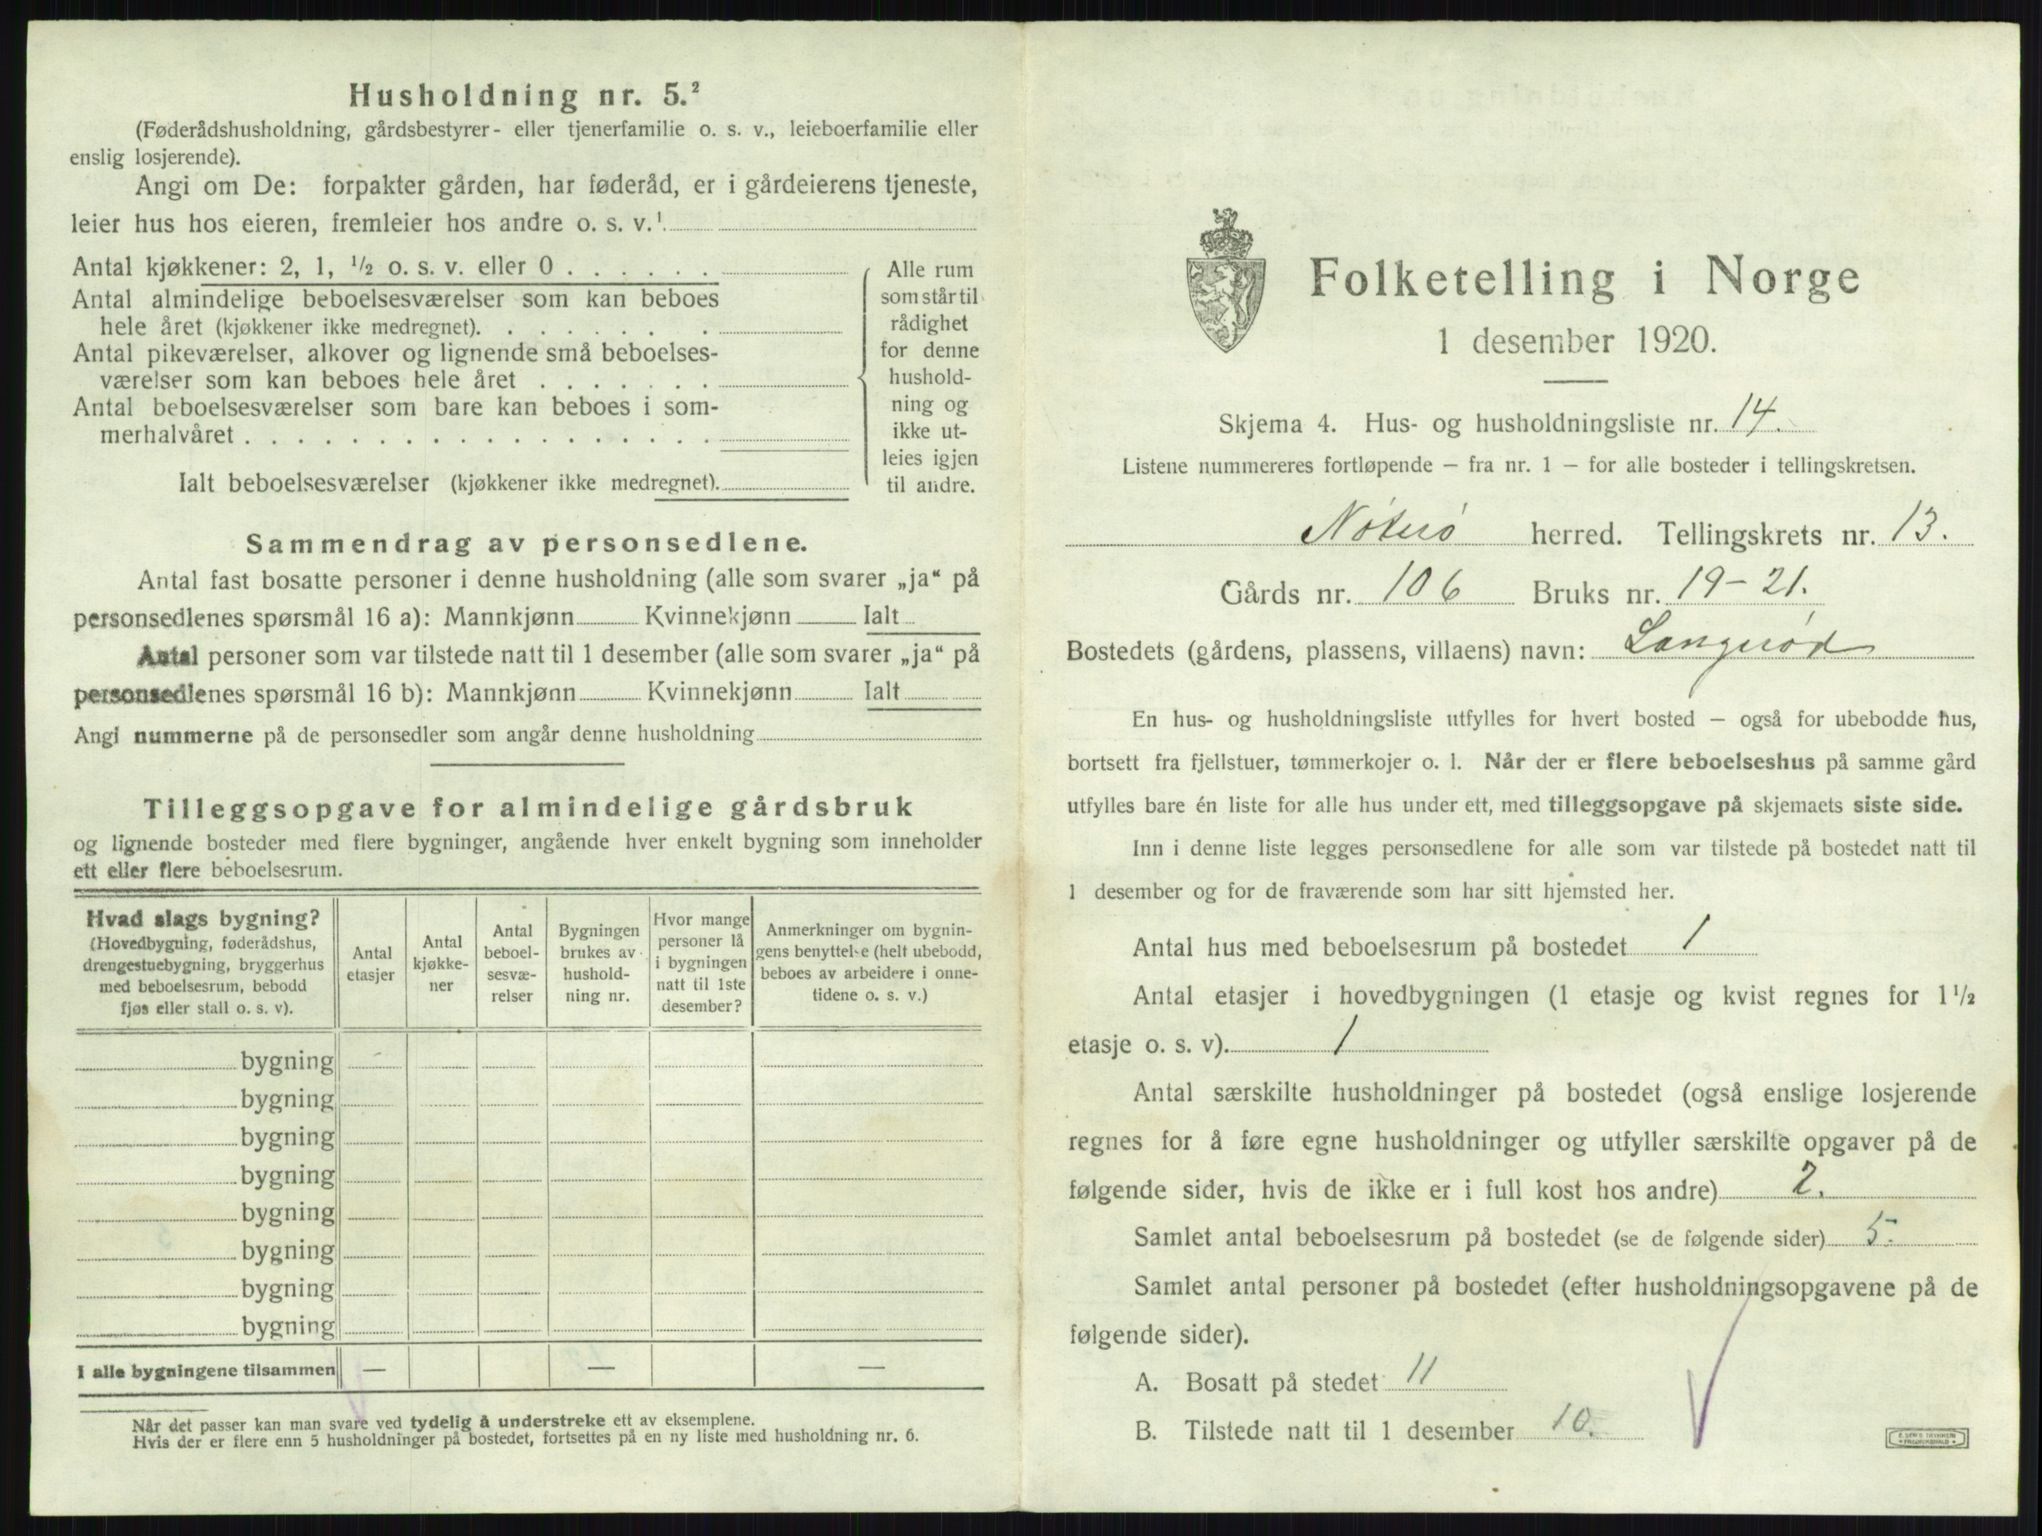 Husholdning nr. 5.²
(Føderådshusholdning, gårdsbestyrer- eller tjenerfamilie o. s. v., leieboerfamilie eller
enslig losjerende).
Angi om De: forpakter gården, har føderåd, er i gårdeierens tjeneste,
leier hus hos eieren, fremleier hos andre o. s. v.¹
Antal kjøkkener: 2, 1, ½ o. s. v. eller 0 . . . . . .
Antal almindelige beboelsesværelser som kan beboes
hele året (kjøkkener ikke medregnet). . . . . . . .
Antal pikeværelser, alkover og lignende små beboelses-
værelser som kan beboes hele året . . . . . . .
Antal beboelsesværelser som bare kan beboes i som-
merhalvåret . . . . . . . . . . . . . . . . . .
Alle rum
som står til
rådighet
for denne
hushold-
ning og
ikke ut-
leies igjen
til andre.
Ialt beboelsesværelser (kjøkkener ikke medregnet).
Sammendrag av personsedlene.
Antal fast bosatte personer i denne husholdning (alle som svarer „ja“ på
personsedlenes spørsmål 16 a): Mannkjønn Kvinnekjønn Ialt
Antal personer som var tilstede natt til 1 desember (alle som svarer „ja“ på
personsedlenes spørsmål 16 b): Mannkjønn Kvinnekjønn Ialt
Angi nummerne på de personsedler som angår denne husholdning
Tilleggsopgave for almindelige gårdsbruk
og lignende bosteder med flere bygninger, angående hver enkelt bygning som inneholder
ett eller flere beboelsesrum.
Hvad slags bygning?
(Hovedbygning, føderådshus,
drengestuebygning, bryggerhus
med beboelsesrum, bebodd
fjøs eller stall o. s. v).
Antal
etasjer
Antal
kjøkke-
ner
Antal
beboel-
sesvæ-
relser
Bygningen
brukes av
hushold-
ning nr.
Hvor mange
personer lå
i bygningen
natt til 1ste
desember?
Anmerkninger om bygnin-
gens benyttelse (helt ubebodd,
beboes av arbeidere i onne-
tidene o. s. v.)
bygning
bygning
bygning
bygning
bygning
bygning
bygning
bygning
I alle bygningene tilsammen — — —
Når det passer kan man svare ved tydelig å understreke ett av eksemplene.
Hvis der er flere enn 5 husholdninger på bostedet, fortsettes på en ny liste med husholdning nr. 6.
Folketelling i Norge
1 desember 1920.
Skjema 4. Hus- og husholdningsliste nr. 14.
Listene nummereres fortløpende — fra nr. 1 — for alle bosteder i tellingskretsen.
Nøterø herred. Tellingskrets nr. 13.
Gårds nr. 106 Bruks nr. 19-21.
Bostedets (gårdens, plassens, villaens) navn: Langrød
En hus- og husholdningsliste utfylles for hvert bosted — også for ubebodde hus,
bortsett fra fjellstuer, tømmerkojer o. l. Når der er flere beboelseshus på samme gård
utfylles bare én liste for alle hus under ett, med tilleggsopgave på skjemaets siste side.
Inn i denne liste legges personsedlene for alle som var tilstede på bostedet natt til
1 desember og for de fraværende som har sitt hjemsted her.
Antal hus med beboelsesrum på bostedet 1
Antal etasjer i hovedbygningen (1 etasje og kvist regnes for 1½
etasje o. s. v). 1
Antal særskilte husholdninger på bostedet (også enslige losjerende
regnes for å føre egne husholdninger og utfyller særskilte opgaver på de
følgende sider, hvis de ikke er i full kost hos andre) 2.
Samlet antal beboelsesrum på bostedet (se de følgende sider) 5.
Samlet antal personer på bostedet (efter husholdningsopgavene på de
følgende sider).
A. Bosatt på stedet 11
B. Tilstede natt til 1 desember 10.